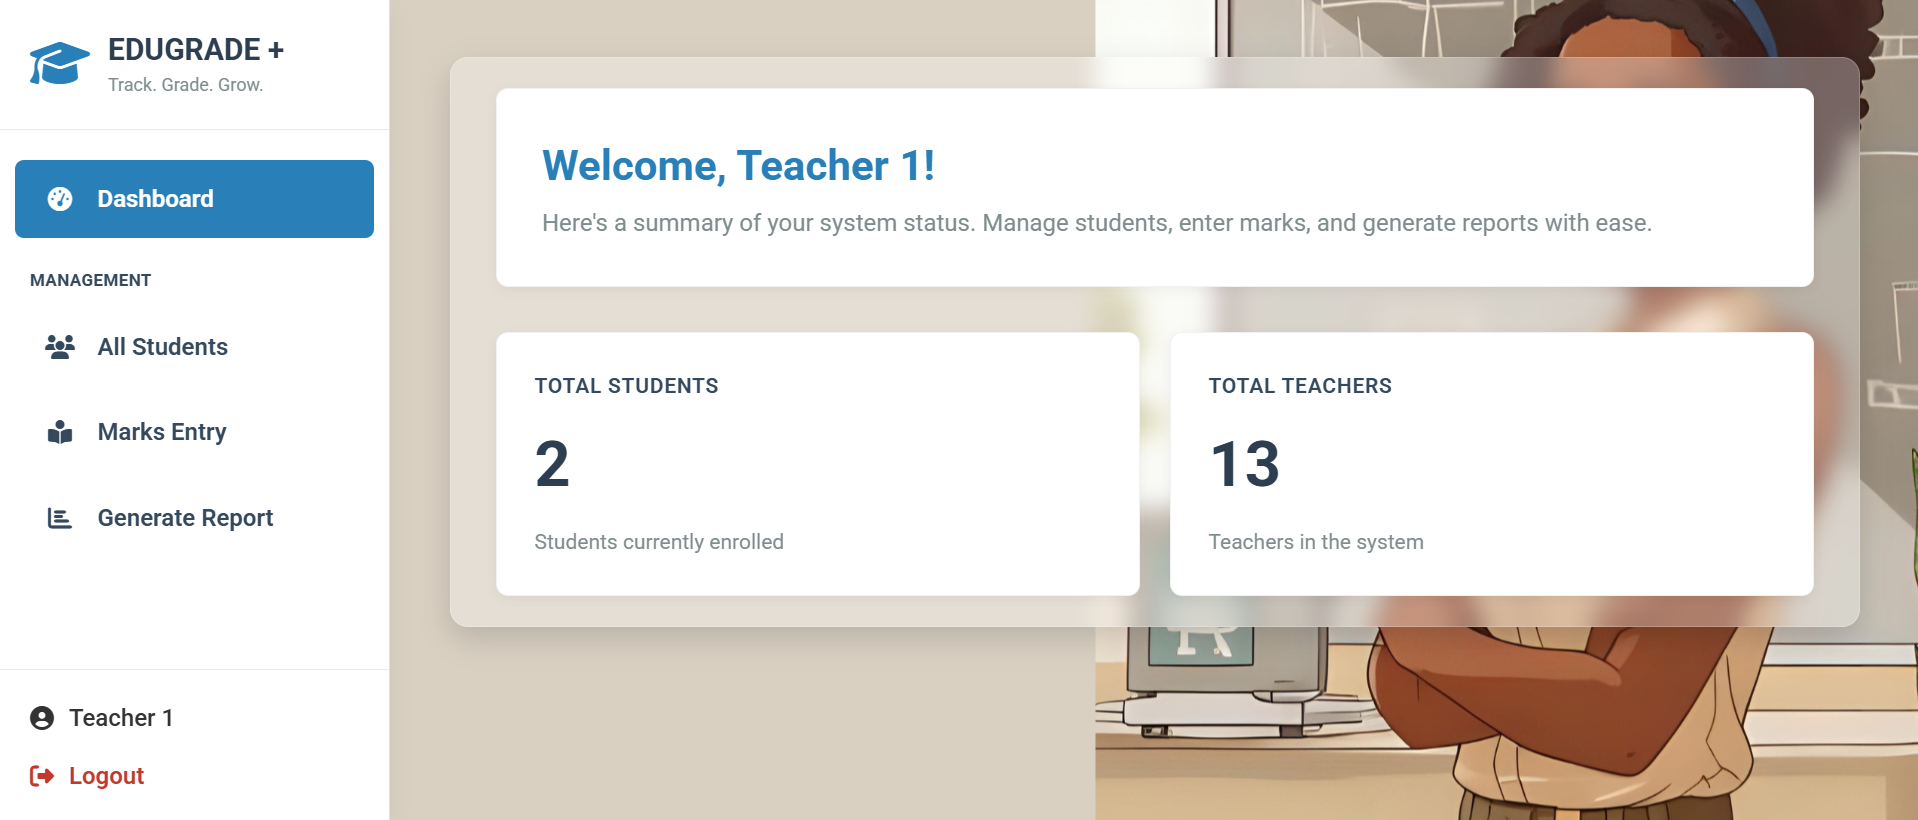 EDUGRADE +
Track. Grade. Grow.
Dashboard
MANAGEMENT
All Students
Marks Entry
Generate Report
Teacher 1
Logout
Welcome, Teacher 1!
Here's a summary of your system status. Manage students, enter marks, and generate reports with ease.
TOTAL STUDENTS
2
Students currently enrolled
TOTAL TEACHERS
13
Teachers in the system